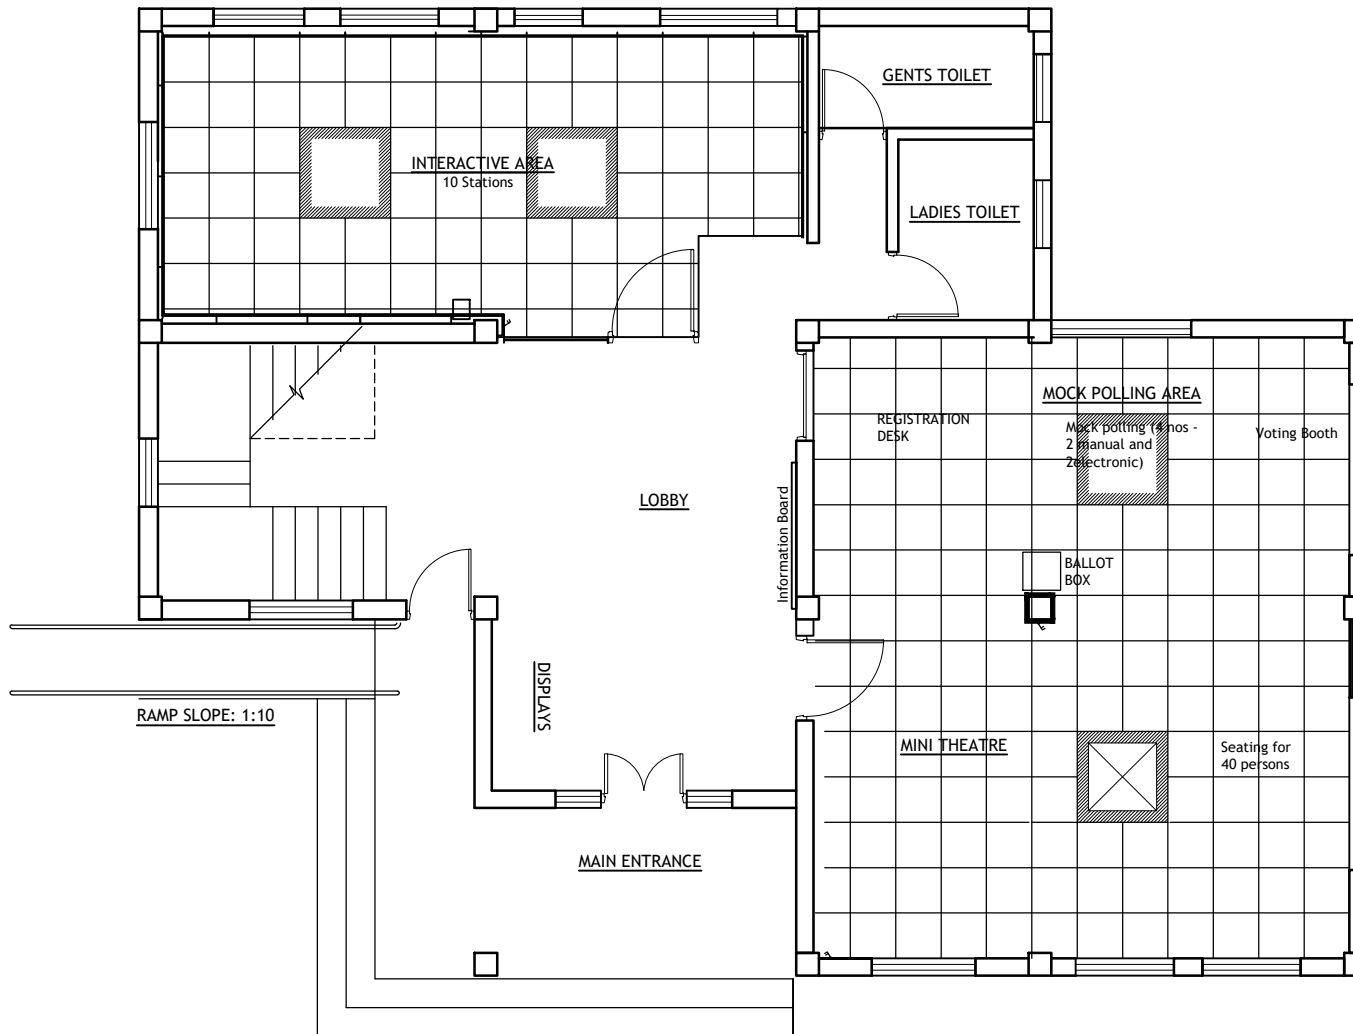 GENTS TOILET
INTERACTIVE AREA
10 Stations
LADIES TOILET
MOCK POLLING AREA
REGISTRATION
DESK
Mock polling (4 nos -
2 manual and
2electronic)
Voting Booth
LOBBY
Information Board
BALLOT
BOX
DISPLAYS
RAMP SLOPE: 1:10
MINI THEATRE
Seating for
40 persons
MAIN ENTRANCE